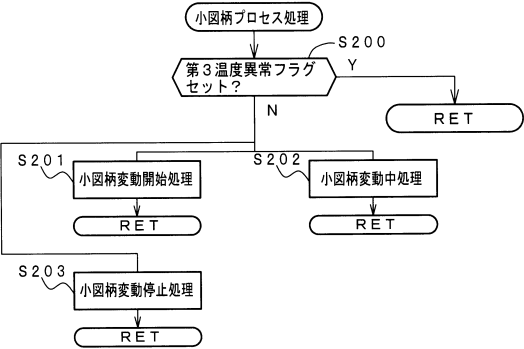 小図柄プロセス処理
S200
第3温度異常フラグ
セット?
Y
N
RET
S201
小図柄変動開始処理
RET
S202
小図柄変動中処理
RET
S203
小図柄変動停止処理
RET